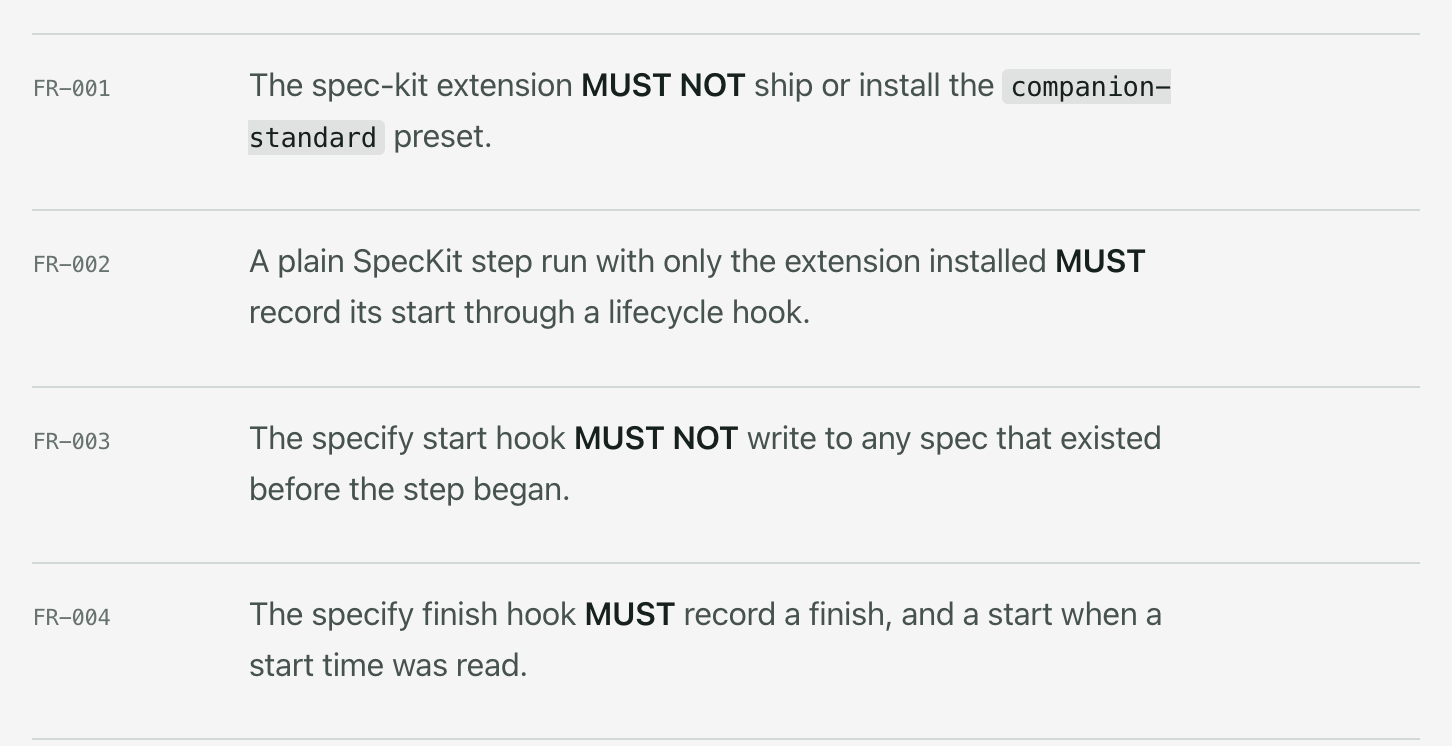 FR-001
The spec-kit extension MUST NOT ship or install the companion-
standard preset.
FR-002
A plain SpecKit step run with only the extension installed MUST
record its start through a lifecycle hook.
FR-003
The specify start hook MUST NOT write to any spec that existed
before the step began.
FR-004
The specify finish hook MUST record a finish, and a start when a
start time was read.